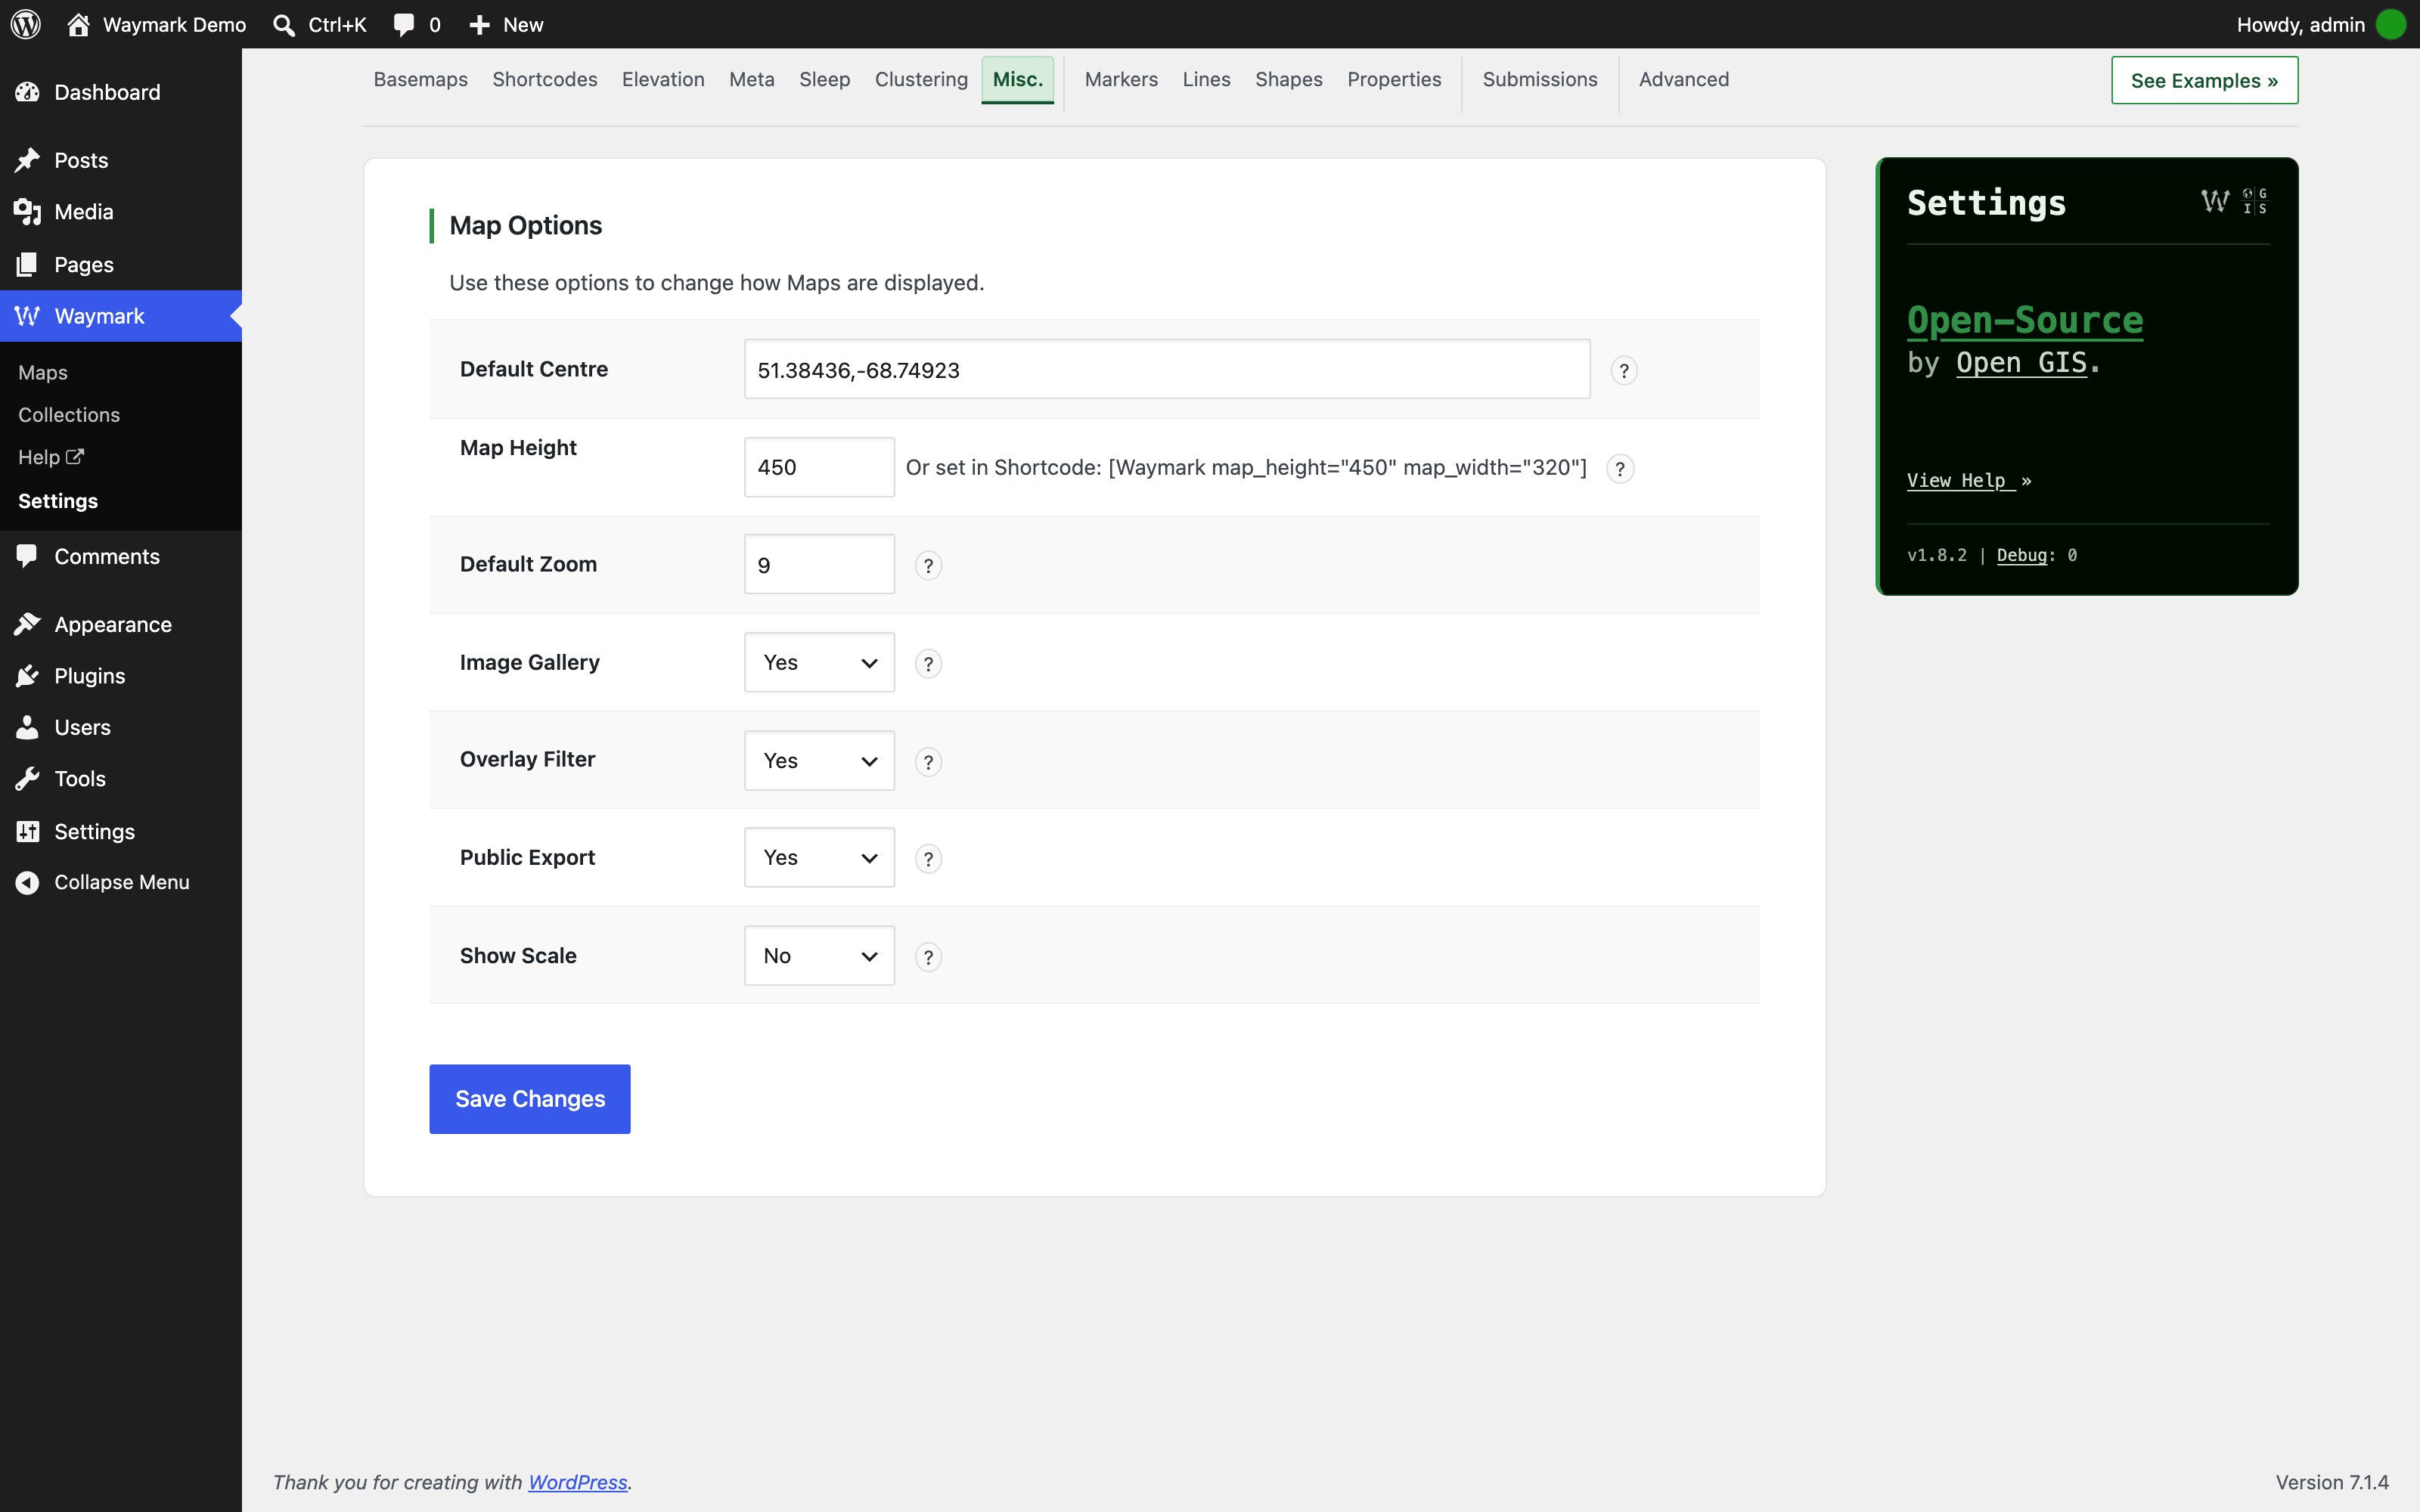 Waymark Demo Ctrl+K 0 New Howdy, admin
Dashboard
Posts
Media
Pages
Waymark
Maps
Collections
Help
Settings
Comments
Appearance
Plugins
Users
Tools
Settings
Collapse Menu
Basemaps Shortcodes Elevation Meta Sleep Clustering Misc. Markers Lines Shapes Properties Submissions Advanced See Examples »
Map Options
Use these options to change how Maps are displayed.
Default Centre 51.38436,-68.74923 ?
Map Height 450 Or set in Shortcode: [Waymark map_height="450" map_width="320"] ?
Default Zoom 9 ?
Image Gallery Yes ?
Overlay Filter Yes ?
Public Export Yes ?
Show Scale No ?
Save Changes
Settings W GIS
Open-Source
by Open GIS.
View Help »
v1.8.2 | Debug: 0
Thank you for creating with WordPress. Version 7.1.4